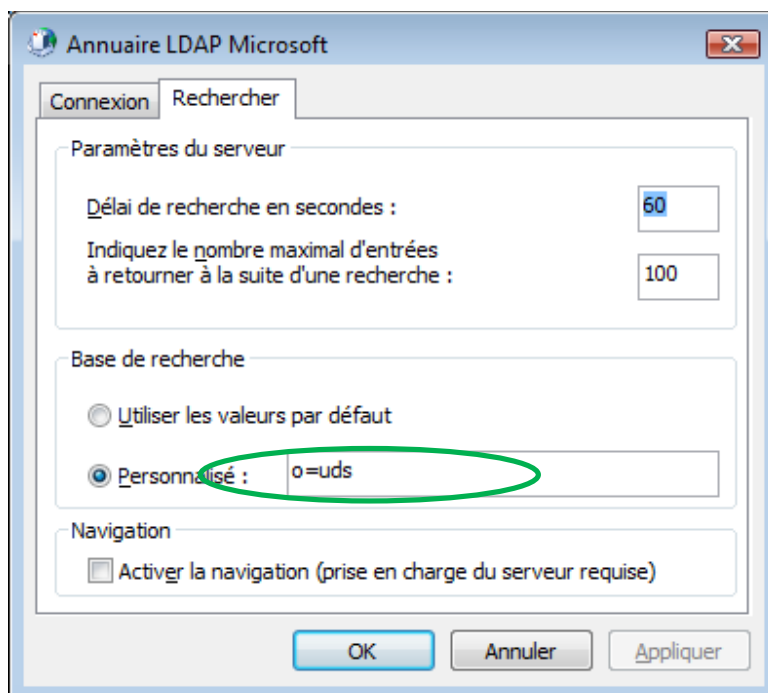 Annuaire LDAP Microsoft
Connexion
Rechercher
Paramètres du serveur
Délai de recherche en secondes :
60
Indiquez le nombre maximal d'entrées
à retourner à la suite d'une recherche :
100
Base de recherche
Utiliser les valeurs par défaut
Personnalisé :
o=uds
Navigation
Activer la navigation (prise en charge du serveur requise)
OK
Annuler
Appliquer